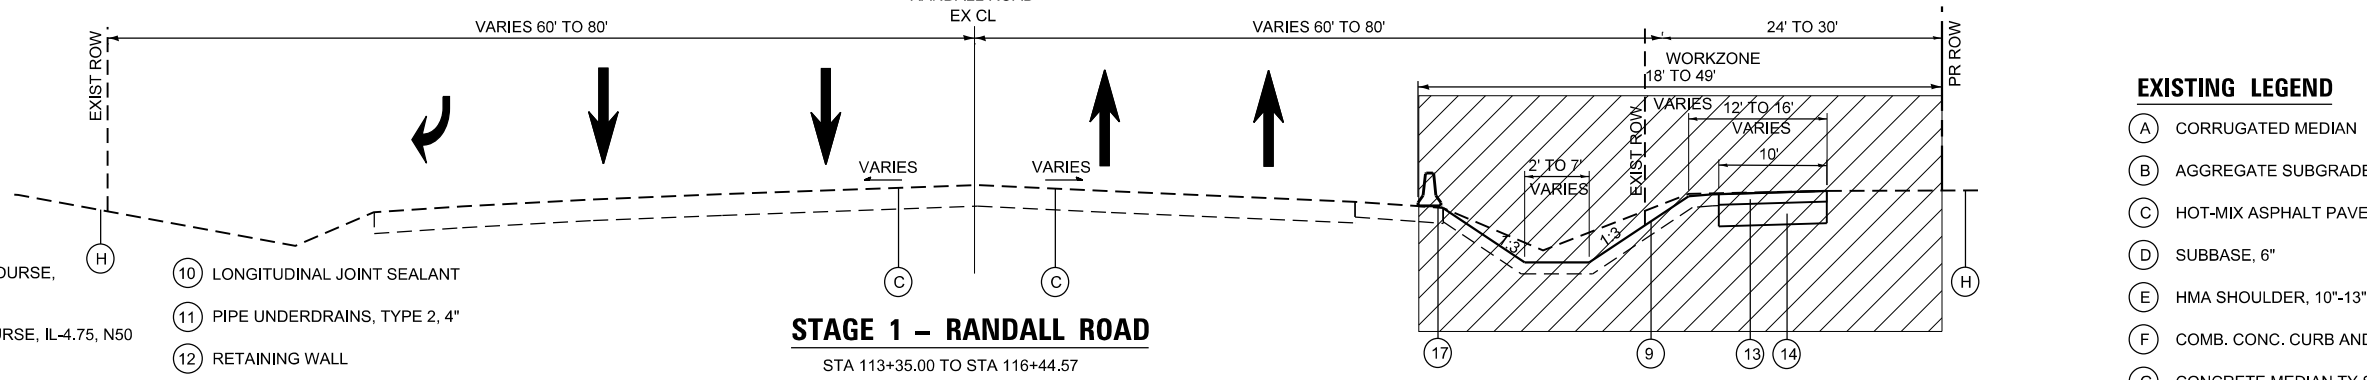 EX CL
VARIES 60' TO 80'
VARIES 60' TO 80'
24' TO 30'
EXIST ROW
PR ROW
WORKZONE
18' TO 49'
VARIES
12' TO 16'
VARIES
EXIST ROW
10'
2' TO 7'
VARIES
VARIES
VARIES
1:3
1:3
H
C
C
H
17
9
13
14
OURSE,
RSE, IL-4.75, N50
10 LONGITUDINAL JOINT SEALANT
11 PIPE UNDERDRAINS, TYPE 2, 4"
12 RETAINING WALL
STAGE 1 – RANDALL ROAD
STA 113+35.00 TO STA 116+44.57
EXISTING LEGEND
A CORRUGATED MEDIAN
B AGGREGATE SUBGRADE
C HOT-MIX ASPHALT PAVE
D SUBBASE, 6"
E HMA SHOULDER, 10"-13"
F COMB. CONC. CURB AND